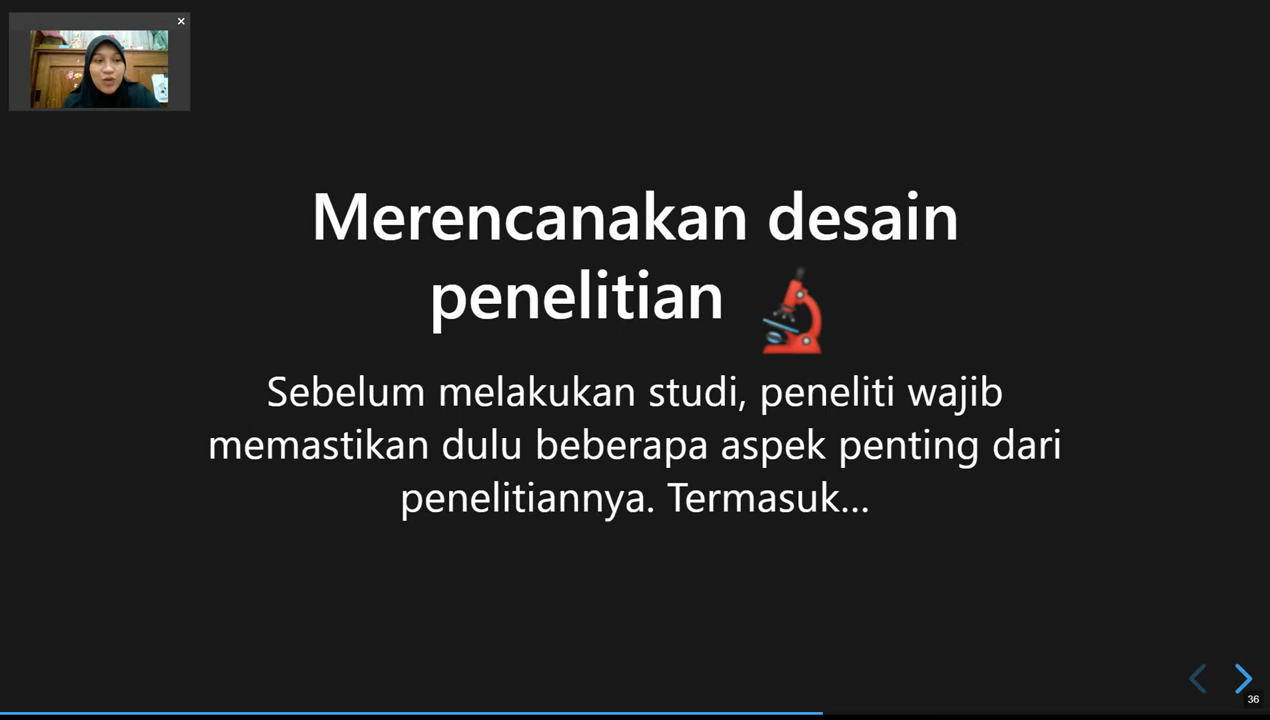 Merencanakan desain
penelitian 🔬
Sebelum melakukan studi, peneliti wajib
memastikan dulu beberapa aspek penting dari
penelitiannya. Termasuk...
36